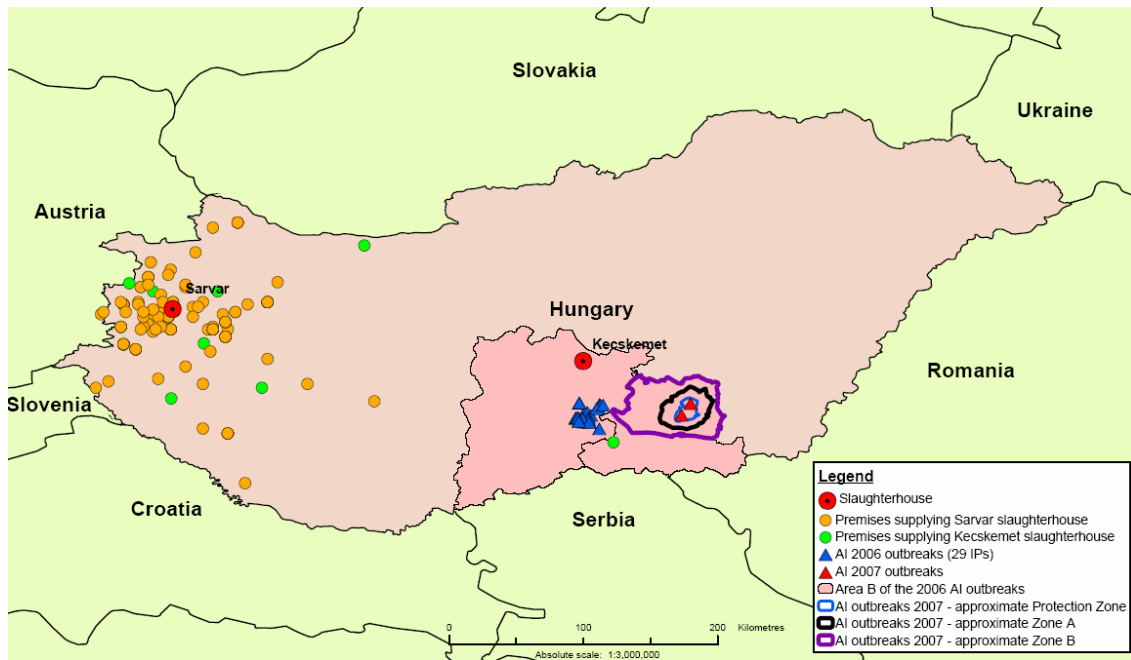 Slovakia
Ukraine
Austria
Sarvar
Hungary
Kecskemet
Romania
Slovenia
Croatia
Serbia
Legend
Slaughterhouse
Premises supplying Sarvar slaughterhouse
Premises supplying Kecskemet slaughterhouse
AI 2006 outbreaks (29 IPs)
AI 2007 outbreaks
Area B of the 2006 AI outbreaks
AI outbreaks 2007 - approximate Protection Zone
AI outbreaks 2007 - approximate Zone A
AI outbreaks 2007 - approximate Zone B
0 100 200 Kilometres
Absolute scale: 1:3,000,000